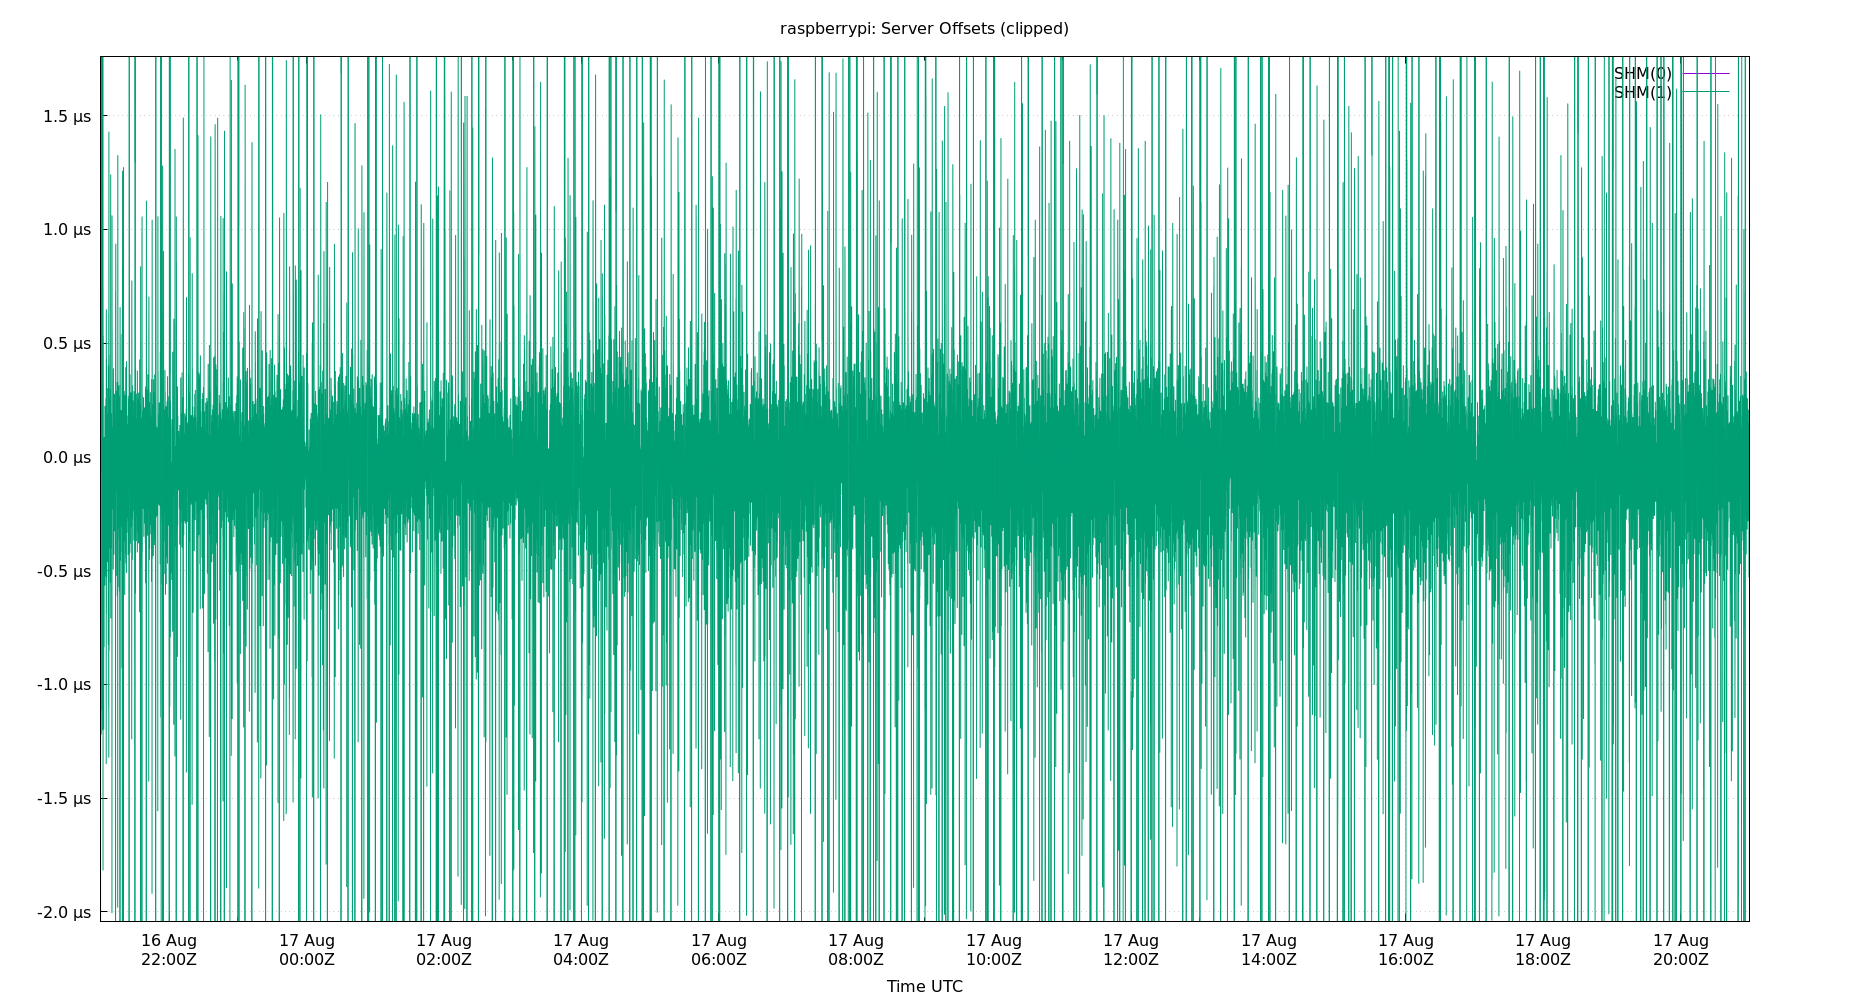 raspberrypi: Server Offsets (clipped)
SHM(0)
SHM(1)
1.5 µs
1.0 µs
0.5 µs
0.0 µs
-0.5 µs
-1.0 µs
-1.5 µs
-2.0 µs
16 Aug 17 Aug 17 Aug 17 Aug 17 Aug 17 Aug 17 Aug 17 Aug 17 Aug 17 Aug 17 Aug 17 Aug
22:00Z 00:00Z 02:00Z 04:00Z 06:00Z 08:00Z 10:00Z 12:00Z 14:00Z 16:00Z 18:00Z 20:00Z
Time UTC